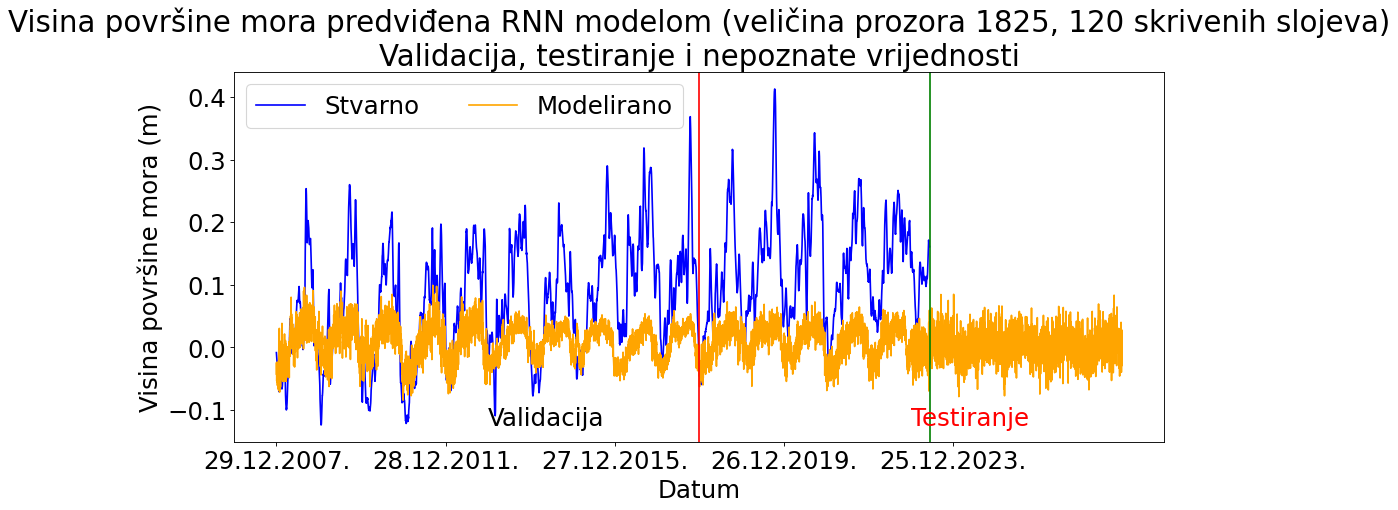 Visina površine mora predviđena RNN modelom (veličina prozora 1825, 120 skrivenih slojeva)
Validacija, testiranje i nepoznate vrijednosti
Stvarno Modelirano
Visina površine mora (m)
0.4
0.3
0.2
0.1
0.0
−0.1
Validacija Testiranje
29.12.2007. 28.12.2011. 27.12.2015. 26.12.2019. 25.12.2023.
Datum